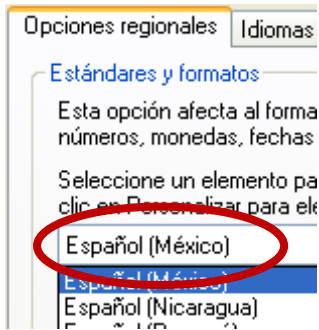 Opciones regionales Idiomas
Estándares y formatos
Esta opción afecta al forma
números, monedas, fechas
Seleccione un elemento pa
clic en Personalizar para ele
Español (México)
Español (México)
Español (Nicaragua)